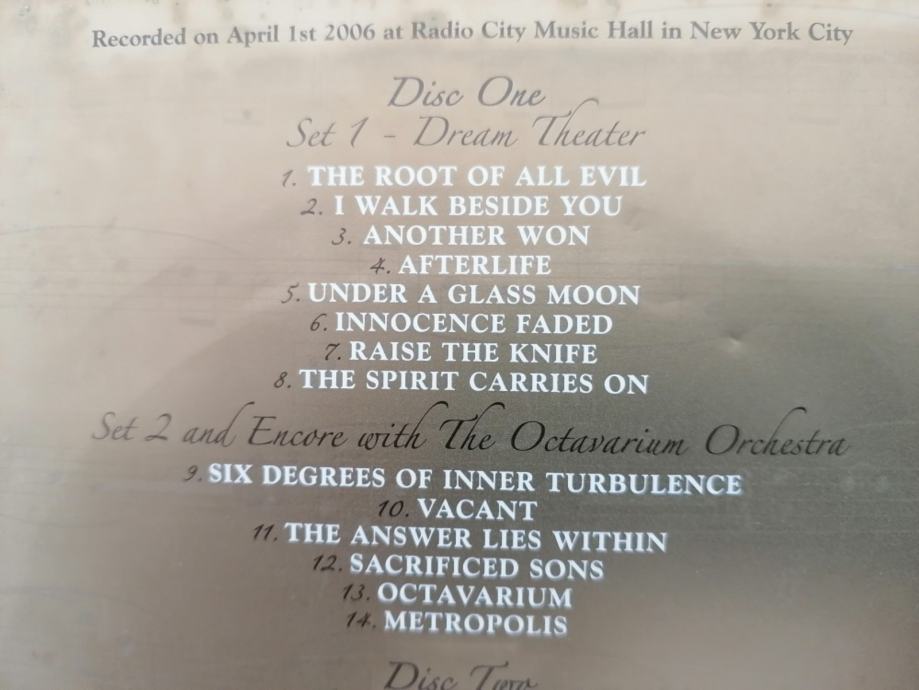 Recorded on April 1st 2006 at Radio City Music Hall in New York City
Disc One
Set 1 - Dream Theater
1. THE ROOT OF ALL EVIL
2. I WALK BESIDE YOU
3. ANOTHER WON
4. AFTERLIFE
5. UNDER A GLASS MOON
6. INNOCENCE FADED
7. RAISE THE KNIFE
8. THE SPIRIT CARRIES ON
Set 2 and Encore with The Octavarium Orchestra
9. SIX DEGREES OF INNER TURBULENCE
10. VACANT
11. THE ANSWER LIES WITHIN
12. SACRIFICED SONS
13. OCTAVARIUM
14. METROPOLIS
Disc Two